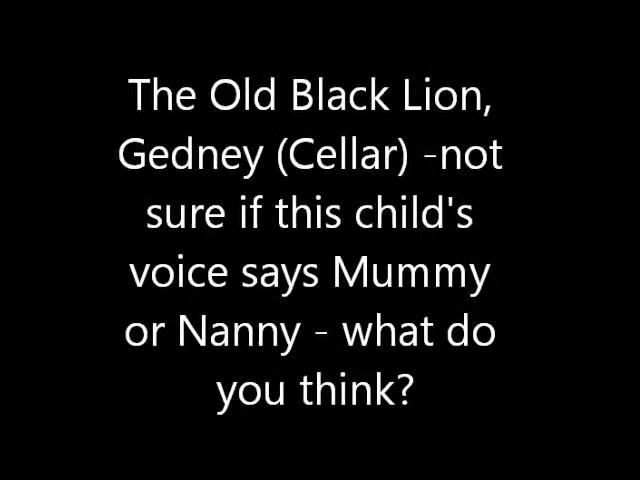 The Old Black Lion,
Gedney (Cellar) -not
sure if this child's
voice says Mummy
or Nanny - what do
you think?